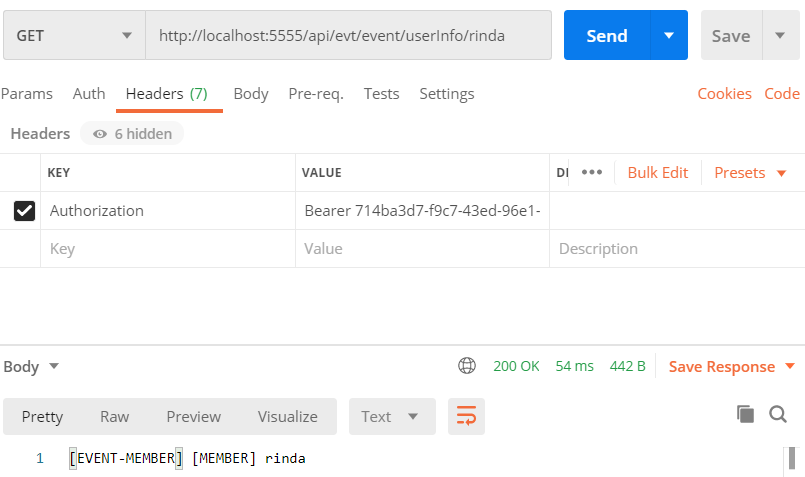 GET http://localhost:5555/api/evt/event/userInfo/rinda Send Save
Params Auth Headers (7) Body Pre-req. Tests Settings Cookies Code
Headers 6 hidden
KEY VALUE DI ••• Bulk Edit Presets
Authorization Bearer 714ba3d7-f9c7-43ed-96e1-
Key Value Description
Body 200 OK 54 ms 442 B Save Response
Pretty Raw Preview Visualize Text
1 [EVENT-MEMBER] [MEMBER] rinda